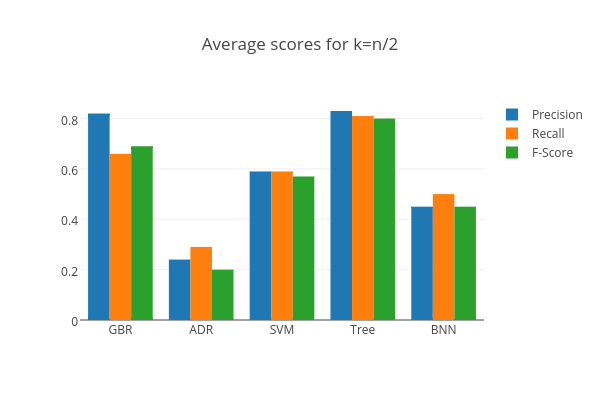 Average scores for k=n/2
Precision
Recall
F-Score
0.8
0.6
0.4
0.2
0
GBR ADR SVM Tree BNN